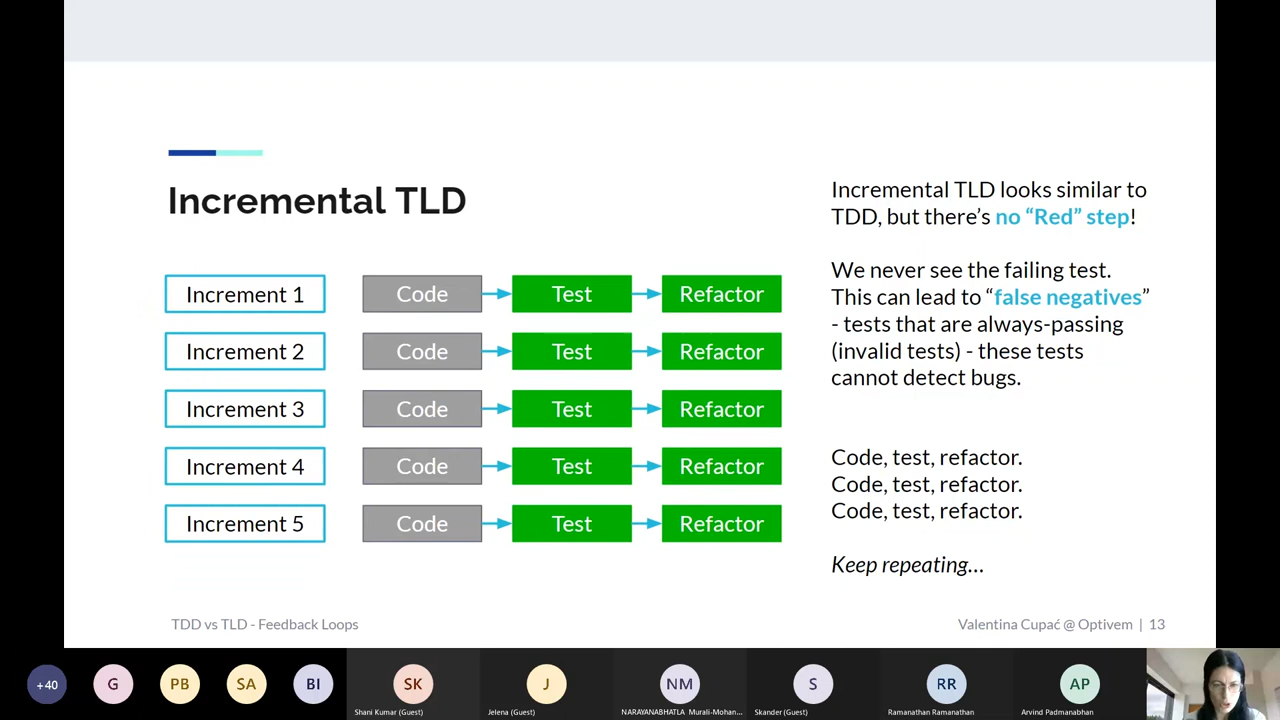 Incremental TLD
Increment 1 Code Test Refactor
Increment 2 Code Test Refactor
Increment 3 Code Test Refactor
Increment 4 Code Test Refactor
Increment 5 Code Test Refactor
Incremental TLD looks similar to
TDD, but there’s no “Red” step!
We never see the failing test.
This can lead to “false negatives”
- tests that are always-passing
(invalid tests) - these tests
cannot detect bugs.
Code, test, refactor.
Code, test, refactor.
Code, test, refactor.
Keep repeating...
TDD vs TLD - Feedback Loops
Valentina Cupać @ Optivem | 13
+40 G PB SA BI SK J NM S RR AP
Shani Kumar (Guest) Jelena (Guest) NARAYANABHATLA Murali-Mohan... Skander (Guest) Ramanathan Ramanathan Arvind Padmanabhan